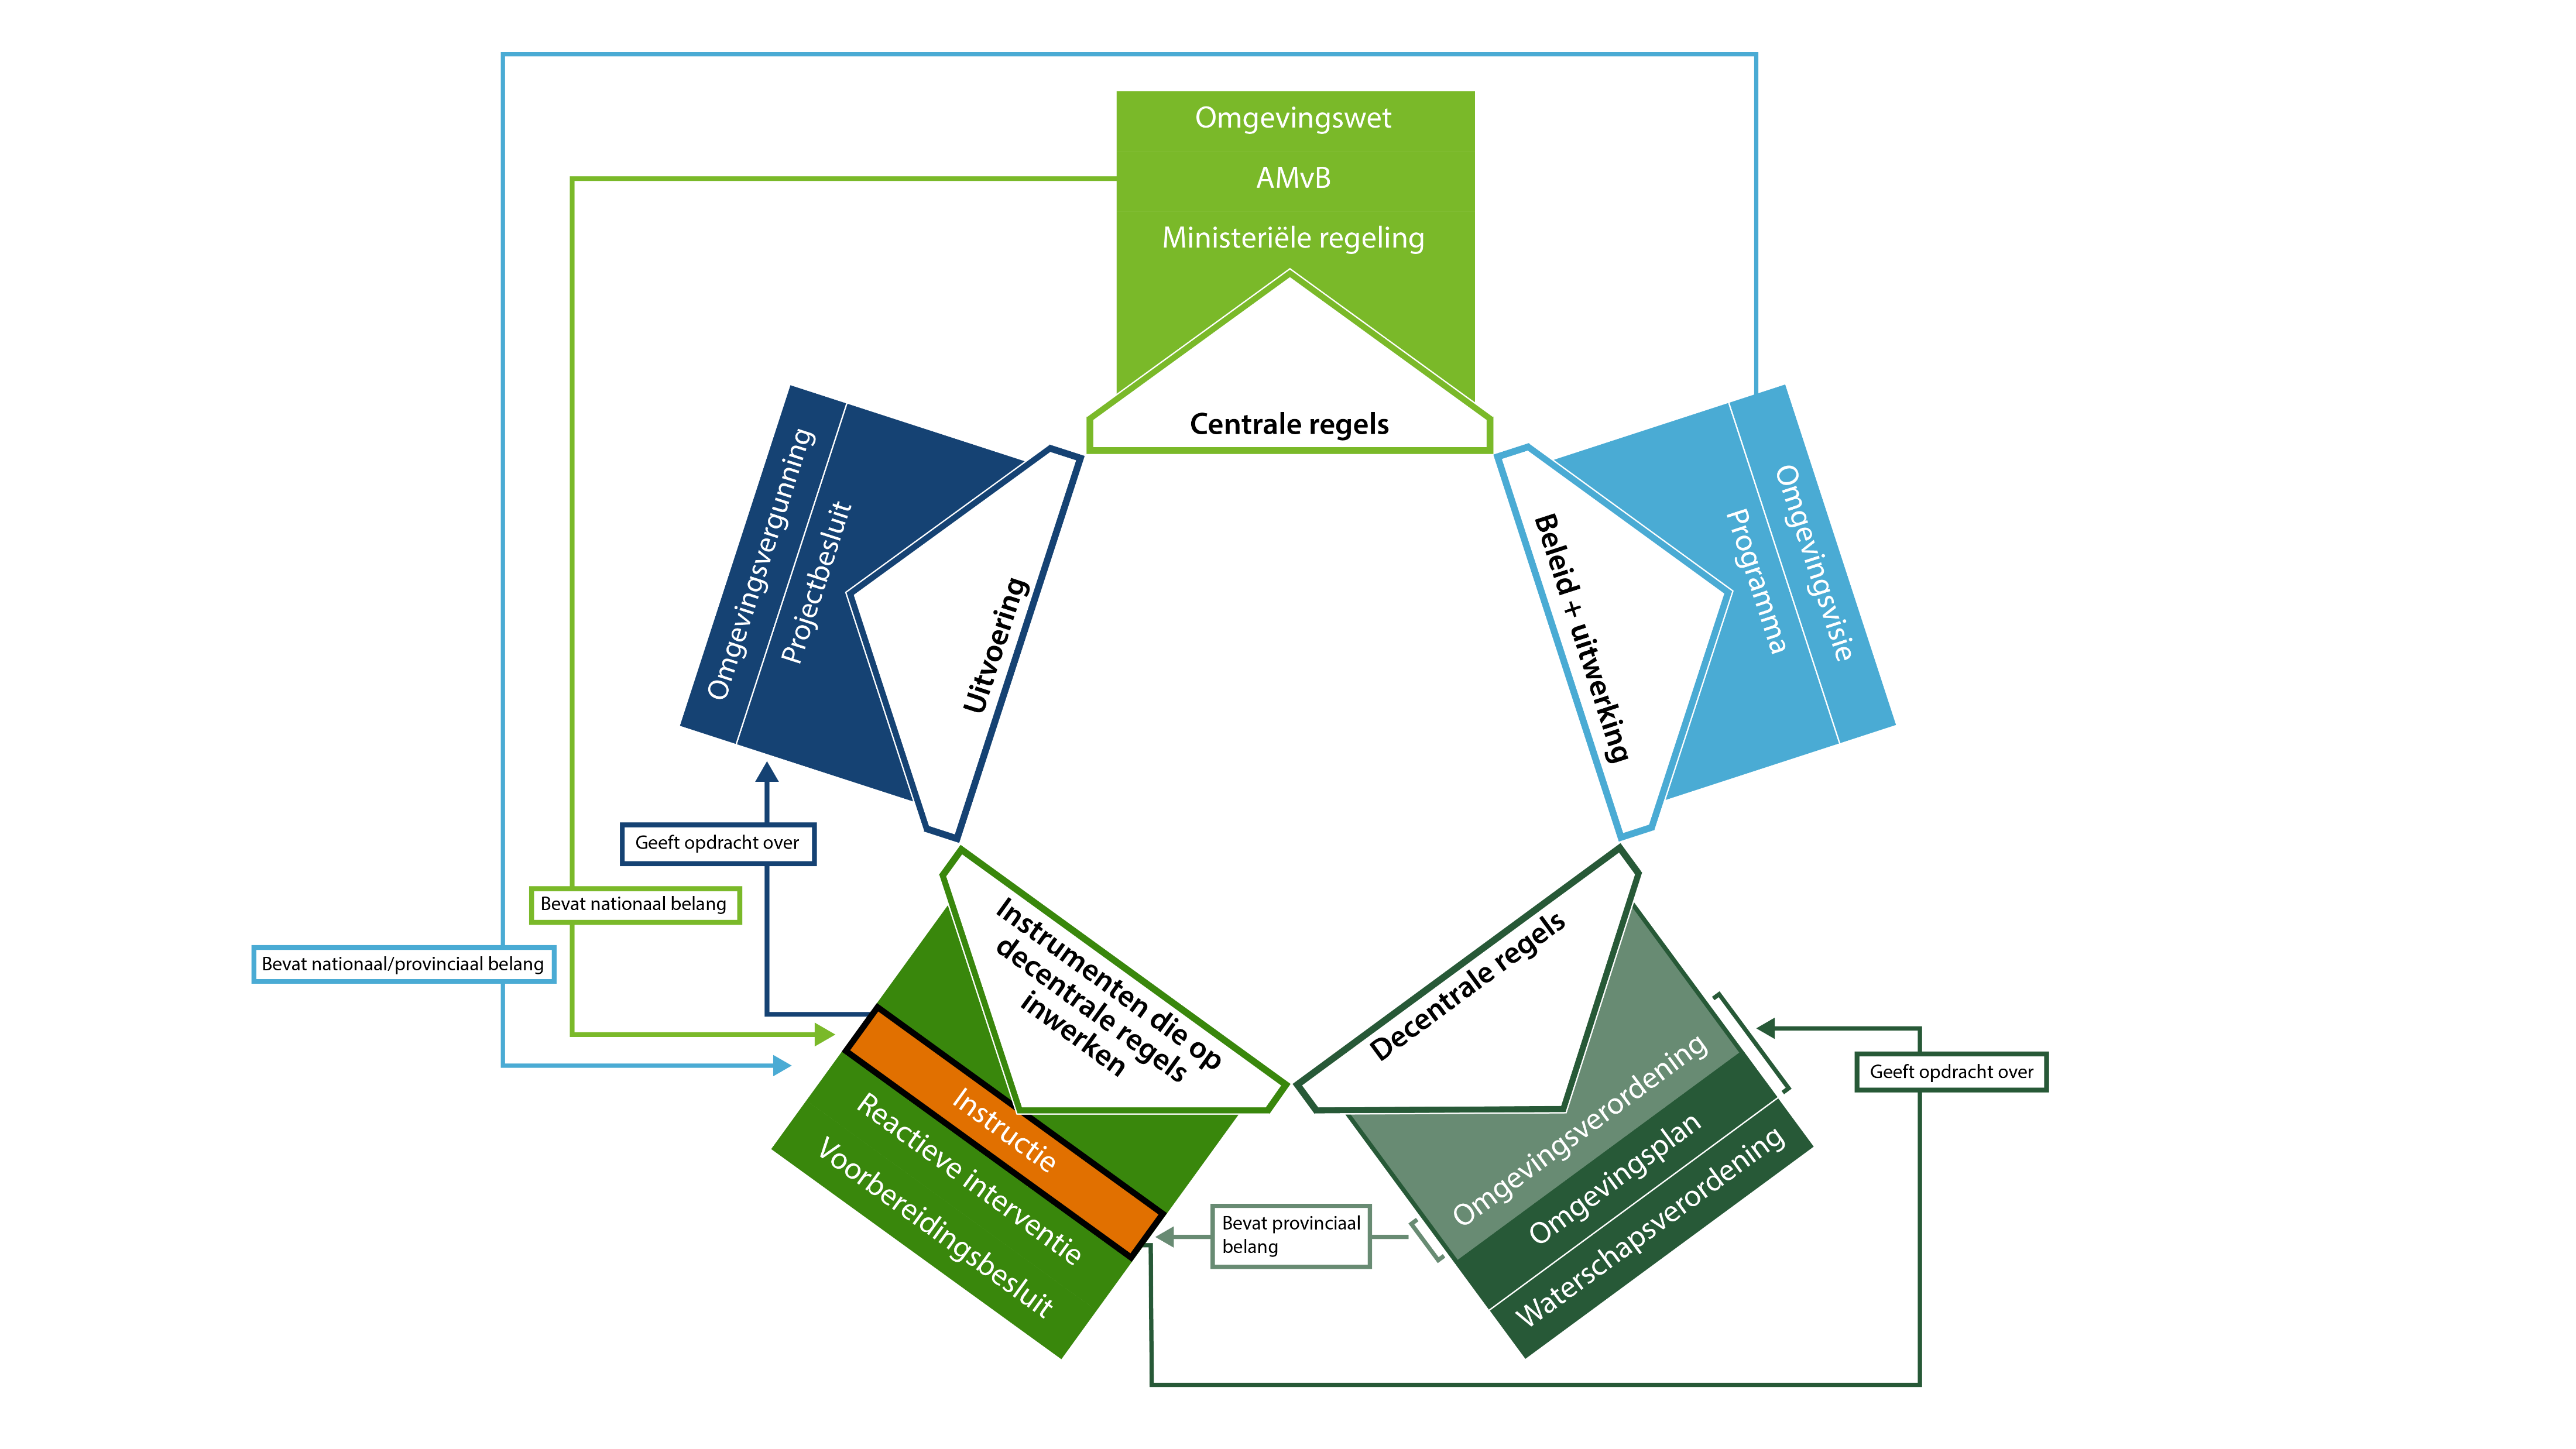 Omgevingswet
AMvB
Ministeriële regeling
Centrale regels
Omgevingsvergunning
Projectbesluit
Uitvoering
Beleid + uitwerking
Programma
Omgevingsvisie
Geeft opdracht over
Bevat nationaal belang
Bevat nationaal/provinciaal belang
Instrumenten die op
decentrale regels
inwerken
Instructie
Reactieve interventie
Voorbereidingsbesluit
Decentrale regels
Omgevingsverordening
Omgevingsplan
Waterschapsverordening
Geeft opdracht over
Bevat provinciaal
belang